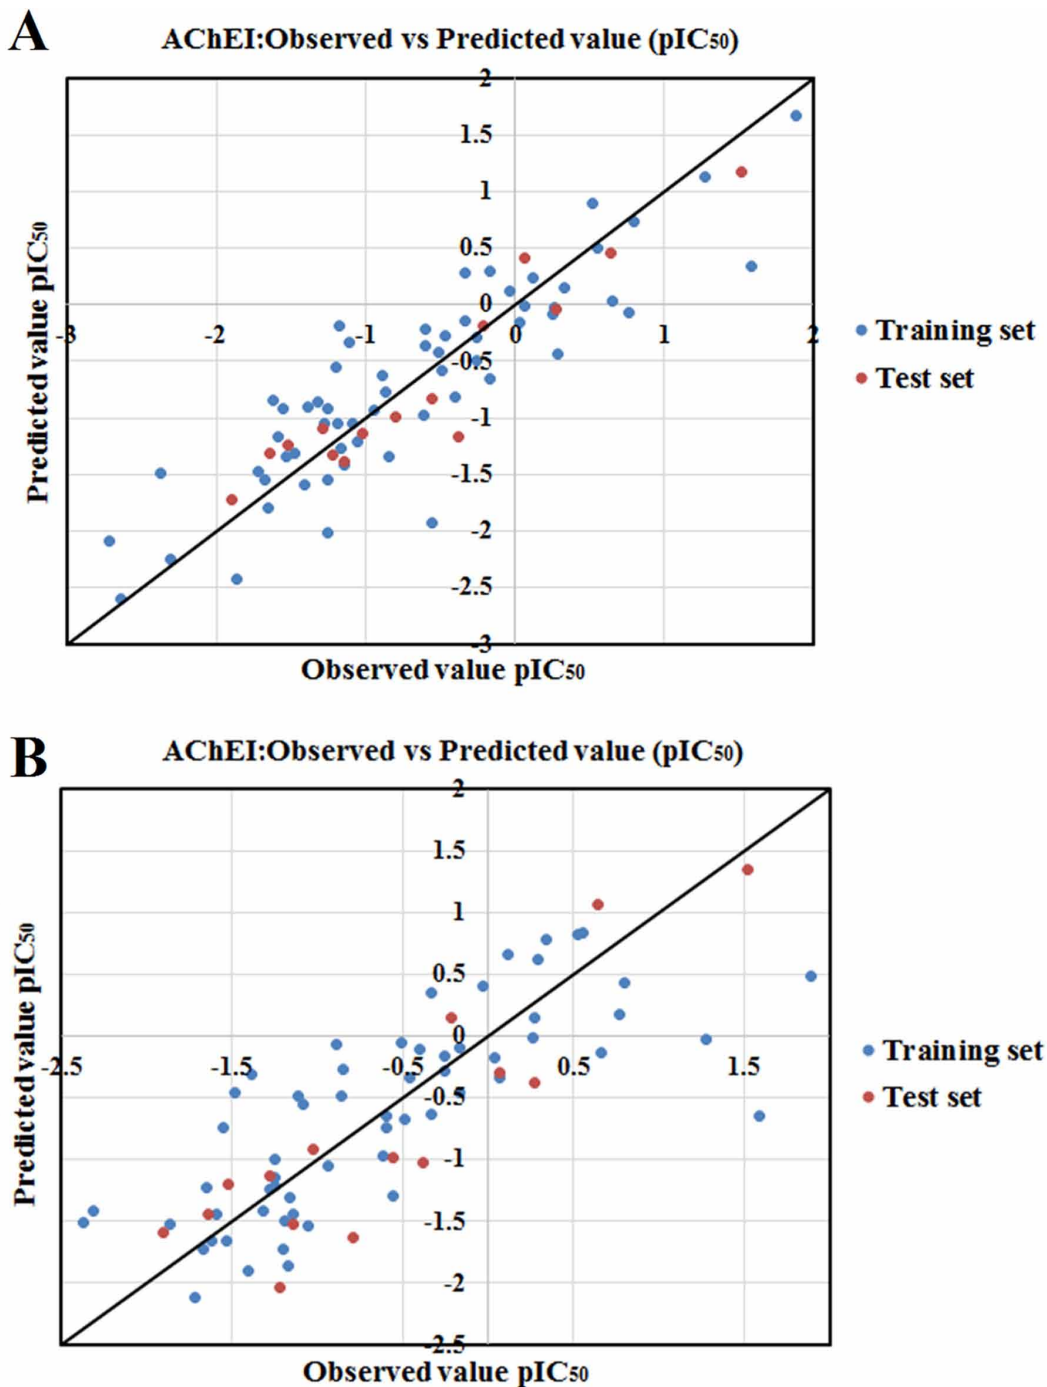 A
AChEI:Observed vs Predicted value (pIC50)
2
1.5
1
0.5
0
-3 -2 -1 0 1 2
-0.5
-1
-1.5
-2
-2.5
-3
Predicted value pIC50
Observed value pIC50
Training set
Test set
B
AChEI:Observed vs Predicted value (pIC50)
2
1.5
1
0.5
0
-2.5 -1.5 -0.5 0.5 1.5
-0.5
-1
-1.5
-2
-2.5
Predicted value pIC50
Observed value pIC50
Training set
Test set